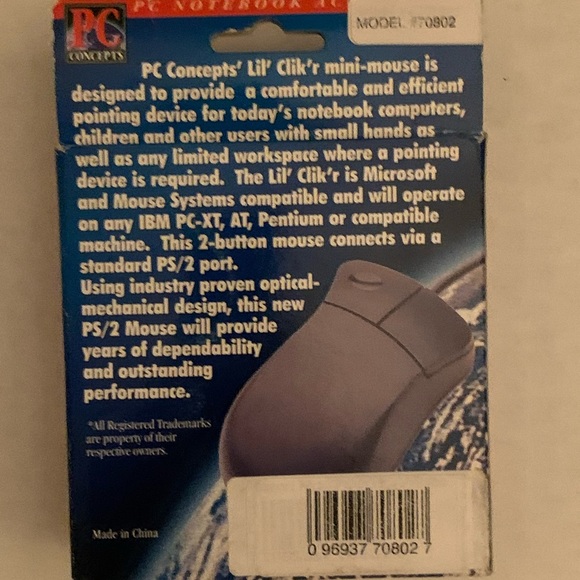 PC NOTEBOOK AC
MODEL #70802
PC
CONCEPTS
PC Concepts' Lil' Clik'r mini-mouse is
designed to provide a comfortable and efficient
pointing device for today's notebook computers,
children and other users with small hands as
well as any limited workspace where a pointing
device is required. The Lil' Clik'r is Microsoft
and Mouse Systems compatible and will operate
on any IBM PC-XT, AT, Pentium or compatible
machine. This 2-button mouse connects via a
standard PS/2 port.
Using industry proven optical-
mechanical design, this new
PS/2 Mouse will provide
years of dependability
and outstanding
performance.
*All Registered Trademarks
are property of their
respective owners.
Made in China
0 96937 70802 7